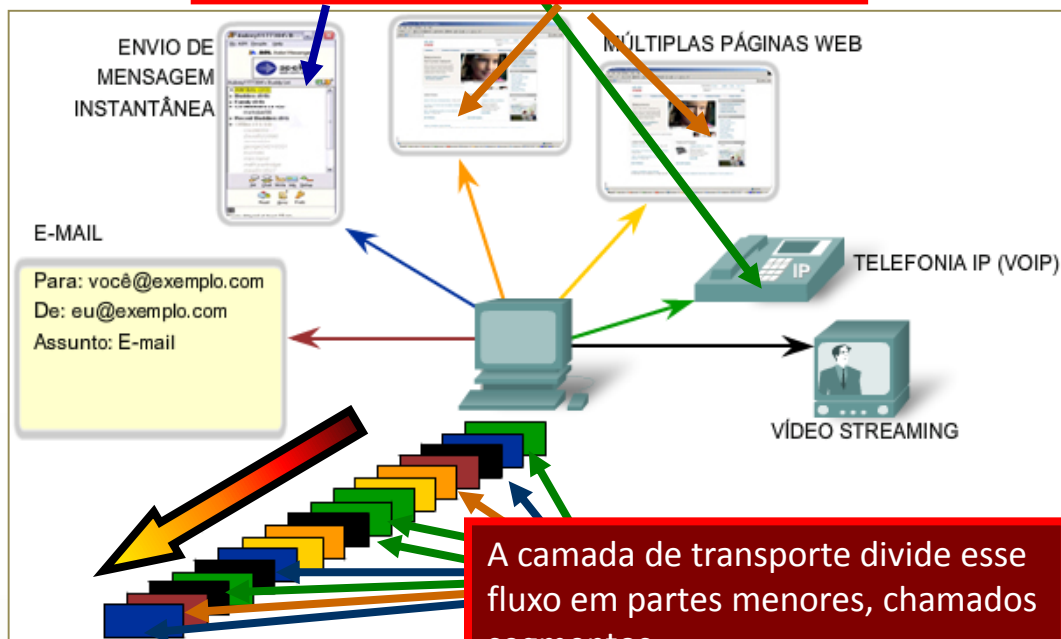 ENVIO DE
MENSAGEM
INSTANTÂNEA
MÚLTIPLAS PÁGINAS WEB
E-MAIL
Para: você@exemplo.com
De: eu@exemplo.com
Assunto: E-mail
IP
TELEFONIA IP (VOIP)
VÍDEO STREAMING
A camada de transporte divide esse
fluxo em partes menores, chamados
segmentos